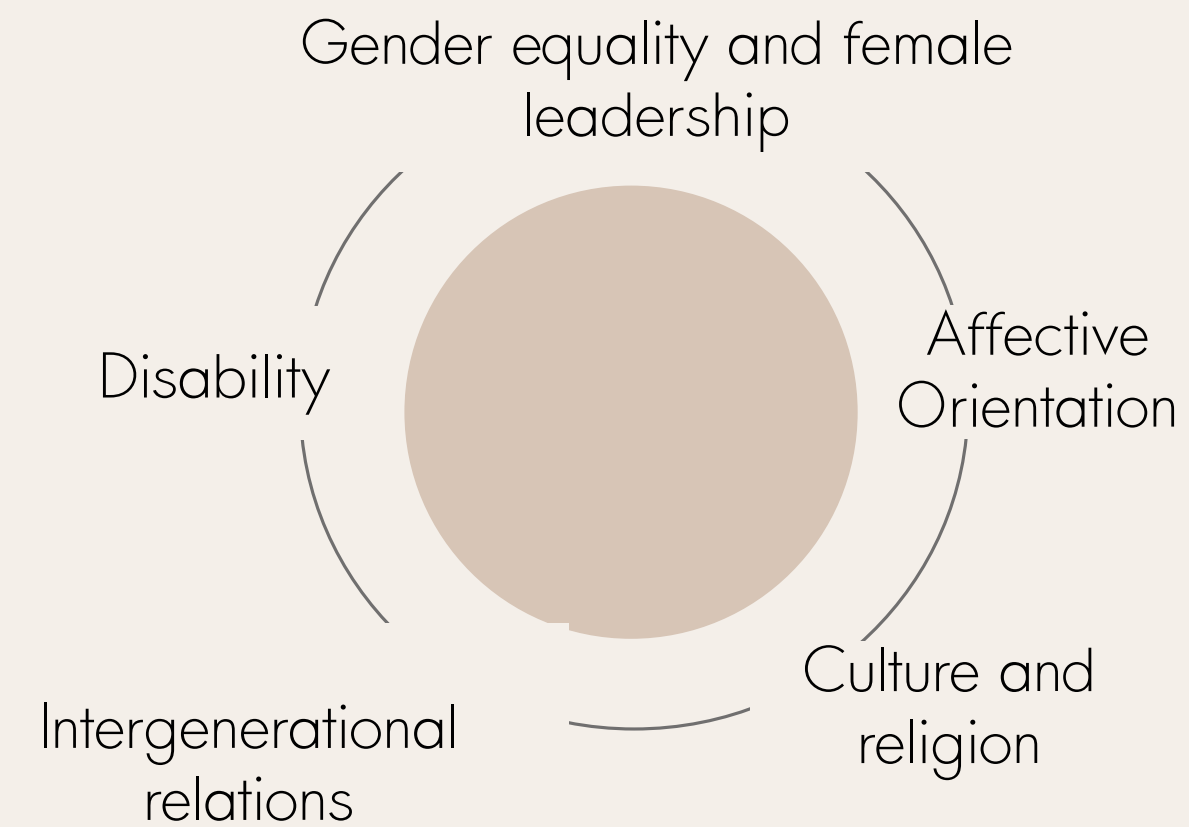 Gender equality and female
leadership
Affective
Orientation
Disability
Culture and
religion
Intergenerational
relations